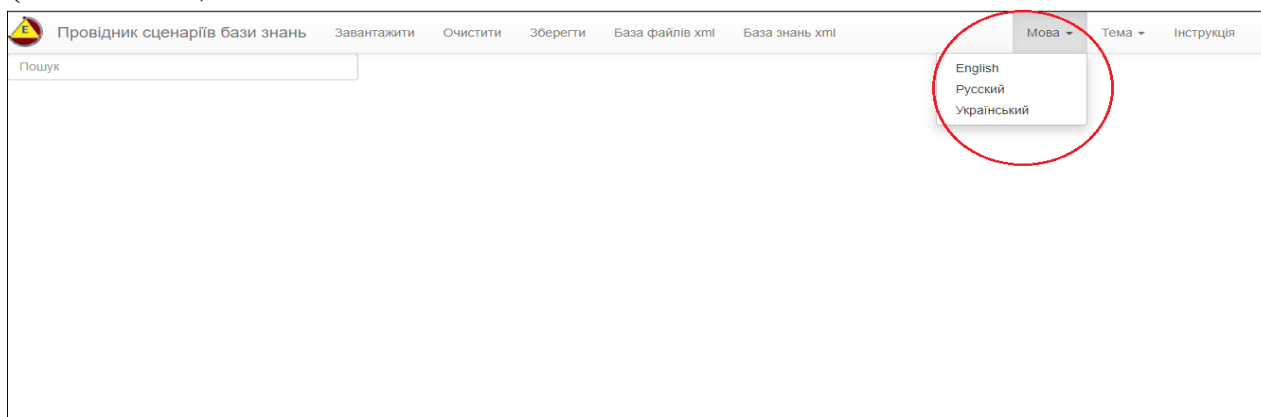 E Провідник сценаріїв бази знань Завантажити Очистити Зберегти База файлів xml База знань xml Мова Тема Інструкція
Пошук
English
Русский
Український